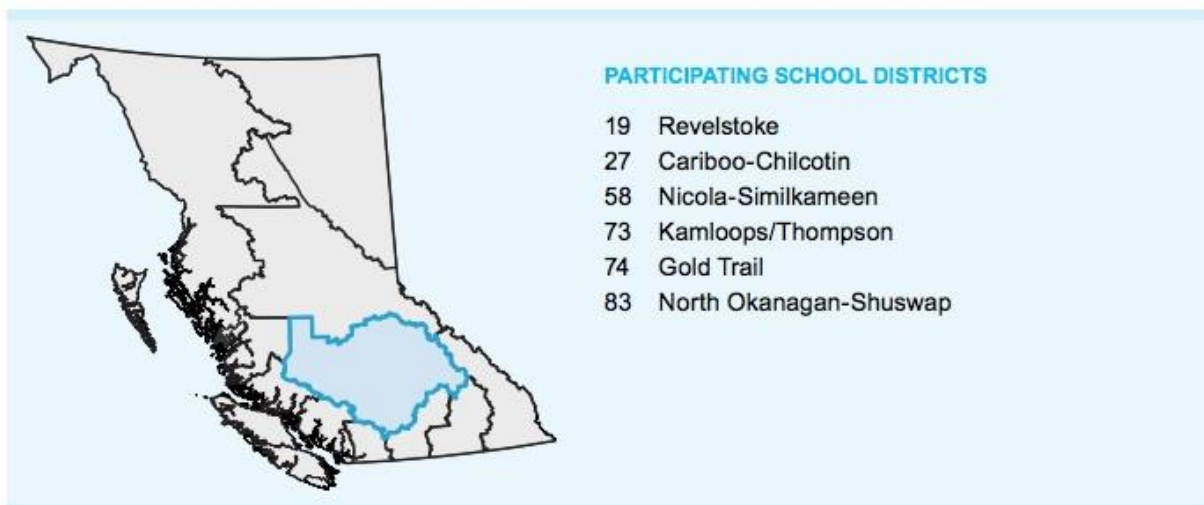 PARTICIPATING SCHOOL DISTRICTS
19 Revelstoke
27 Cariboo-Chilcotin
58 Nicola-Similkameen
73 Kamloops/Thompson
74 Gold Trail
83 North Okanagan-Shuswap